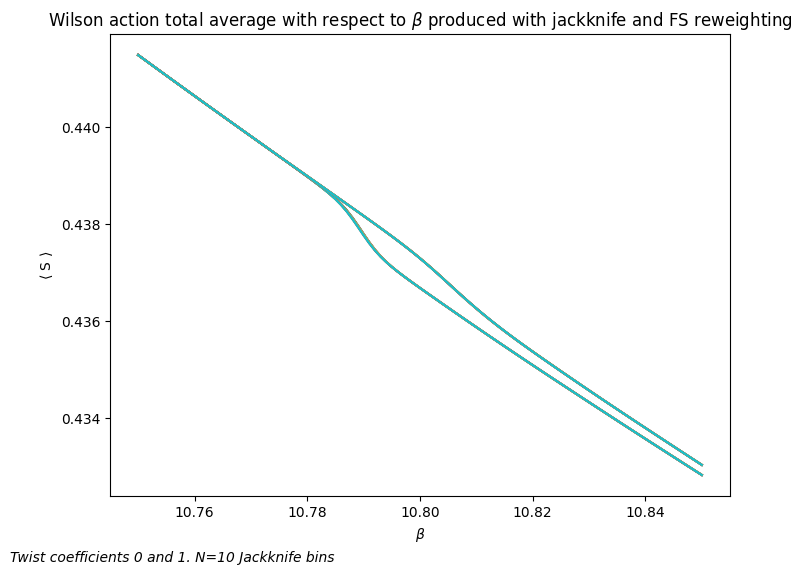 Wilson action total average with respect to β produced with jackknife and FS reweighting
0.440
0.438
0.436
0.434
⟨ S ⟩
10.76 10.78 10.80 10.82 10.84
β
Twist coefficients 0 and 1. N=10 Jackknife bins